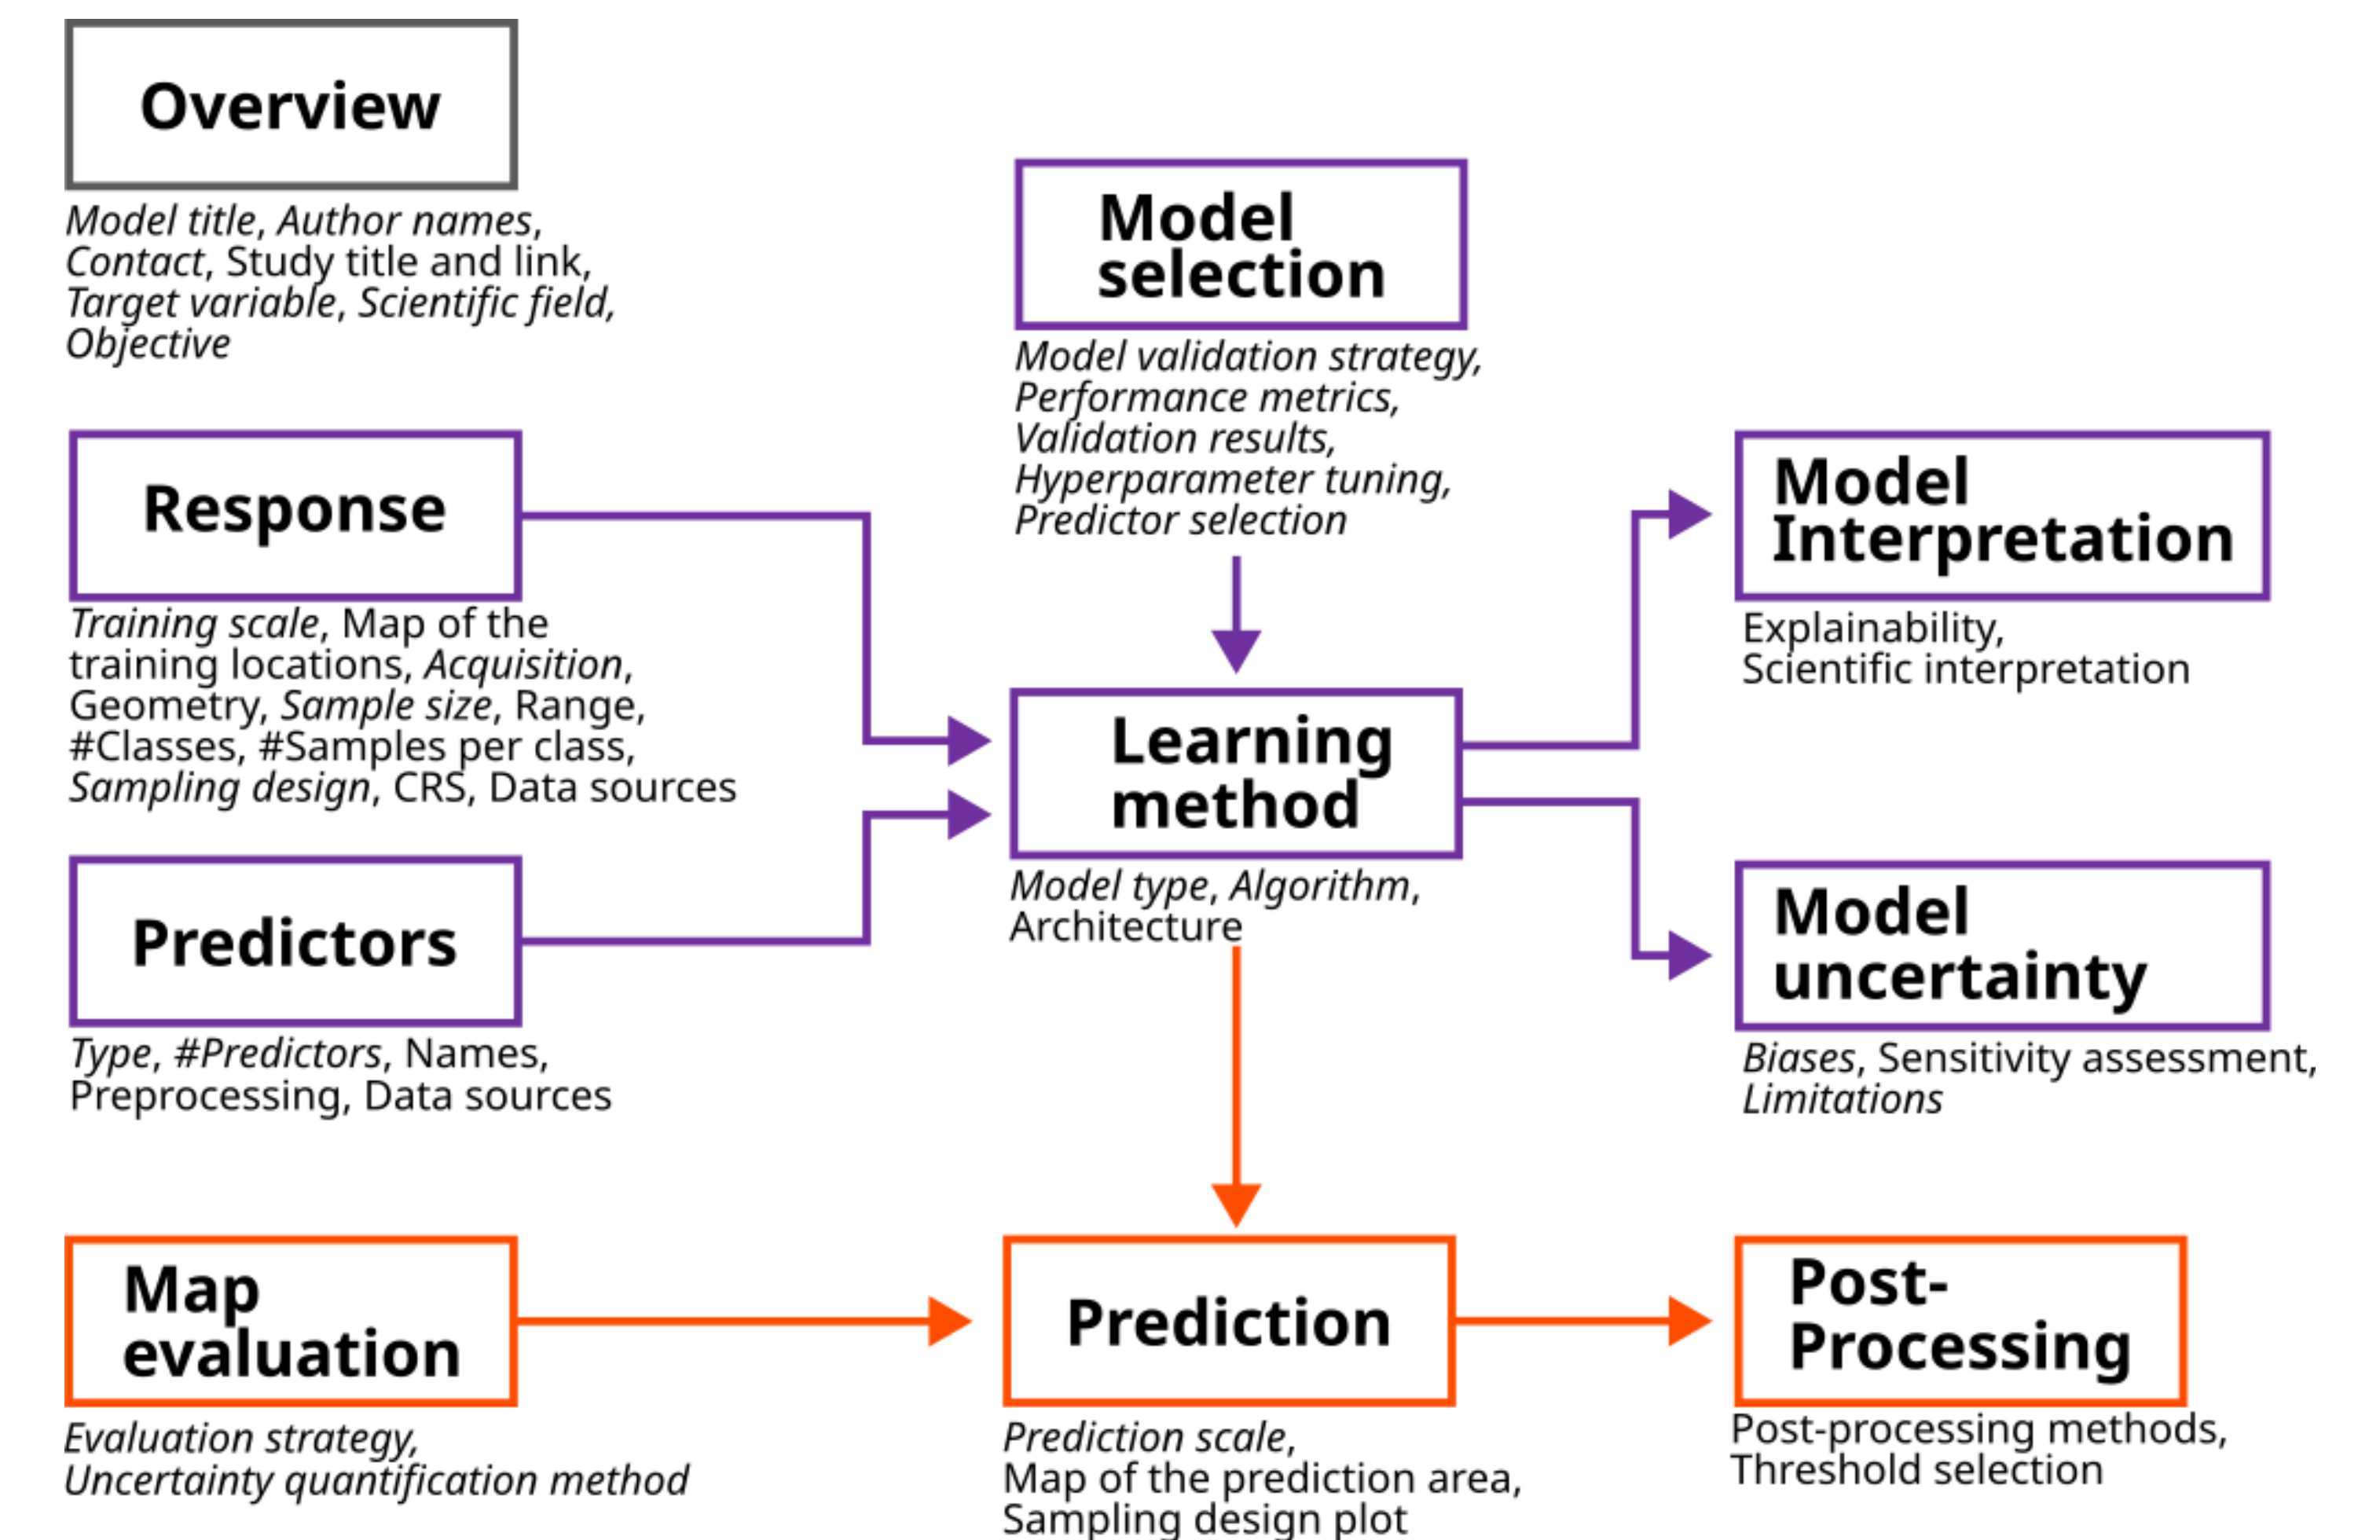 Overview
Model title, Author names,
Contact, Study title and link,
Target variable, Scientific field,
Objective
Model
selection
Model validation strategy,
Performance metrics,
Validation results,
Hyperparameter tuning,
Predictor selection
Response
Training scale, Map of the
training locations, Acquisition,
Geometry, Sample size, Range,
#Classes, #Samples per class,
Sampling design, CRS, Data sources
Predictors
Type, #Predictors, Names,
Preprocessing, Data sources
Learning
method
Model type, Algorithm,
Architecture
Model
Interpretation
Explainability,
Scientific interpretation
Model
uncertainty
Biases, Sensitivity assessment,
Limitations
Map
evaluation
Evaluation strategy,
Uncertainty quantification method
Prediction
Prediction scale,
Map of the prediction area,
Sampling design plot
Post-
Processing
Post-processing methods,
Threshold selection